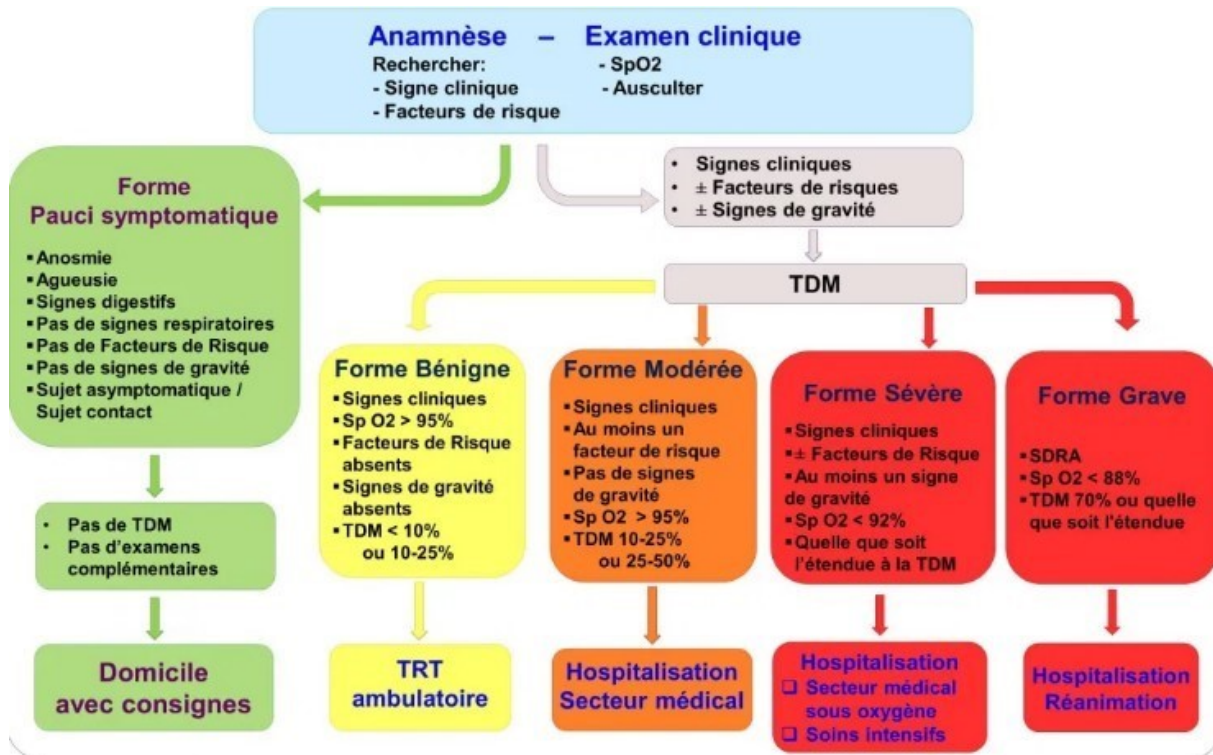 Anamnèse – Examen clinique
Rechercher:
- Signe clinique
- Facteurs de risque
- SpO2
- Ausculter
Forme
Pauci symptomatique
▪ Anosmie
▪ Agueusie
▪ Signes digestifs
▪ Pas de signes respiratoires
▪ Pas de Facteurs de Risque
▪ Pas de signes de gravité
▪ Sujet asymptomatique /
Sujet contact
• Signes cliniques
• ± Facteurs de risques
• ± Signes de gravité
TDM
Forme Bénigne
▪ Signes cliniques
▪ Sp O2 > 95%
▪ Facteurs de Risque
absents
▪ Signes de gravité
absents
▪ TDM < 10%
ou 10-25%
Forme Modérée
▪ Signes cliniques
▪ Au moins un
facteur de risque
▪ Pas de signes
de gravité
▪ Sp O2 > 95%
▪ TDM 10-25%
ou 25-50%
Forme Sévère
▪ Signes cliniques
▪ ± Facteurs de Risque
▪ Au moins un signe
de gravité
▪ Sp O2 < 92%
▪ Quelle que soit
l'étendue à la TDM
Forme Grave
▪ SDRA
▪ Sp O2 < 88%
▪ TDM 70% ou quelle
que soit l'étendue
• Pas de TDM
• Pas d'examens
complémentaires
Domicile
avec consignes
TRT
ambulatoire
Hospitalisation
Secteur médical
Hospitalisation
❑ Secteur médical
sous oxygène
❑ Soins intensifs
Hospitalisation
Réanimation